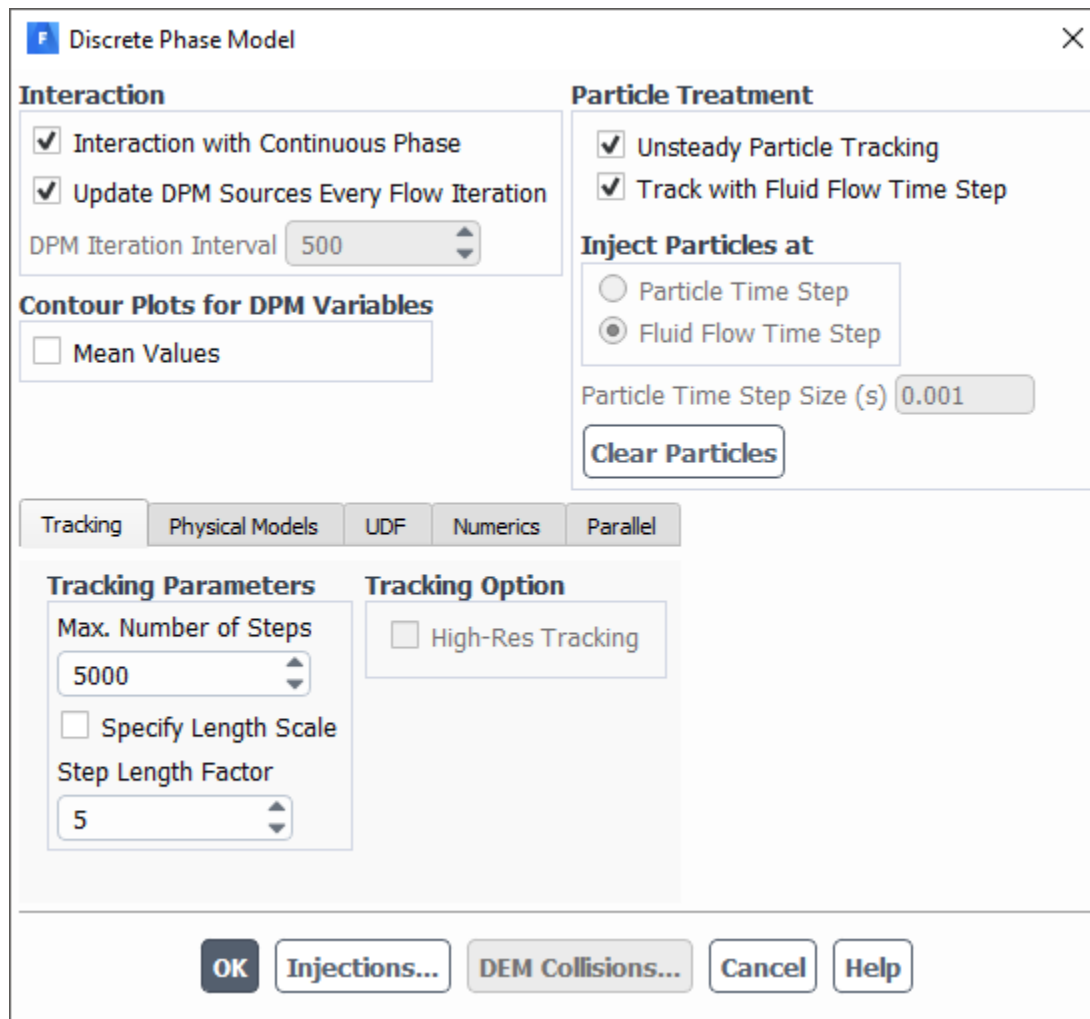 F Discrete Phase Model
Interaction
Interaction with Continuous Phase
Update DPM Sources Every Flow Iteration
DPM Iteration Interval 500
Contour Plots for DPM Variables
Mean Values
Particle Treatment
Unsteady Particle Tracking
Track with Fluid Flow Time Step
Inject Particles at
Particle Time Step
Fluid Flow Time Step
Particle Time Step Size (s) 0.001
Clear Particles
Tracking Physical Models UDF Numerics Parallel
Tracking Parameters
Max. Number of Steps
5000
Specify Length Scale
Step Length Factor
5
Tracking Option
High-Res Tracking
OK Injections... DEM Collisions... Cancel Help